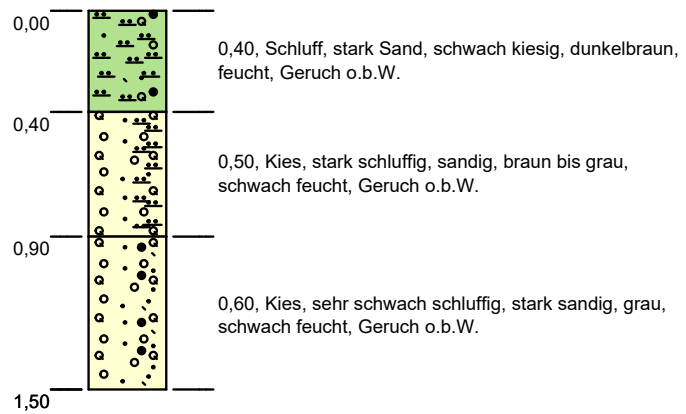 0,00
0,40, Schluff, stark Sand, schwach kiesig, dunkelbraun,
feucht, Geruch o.b.W.
0,40
0,50, Kies, stark schluffig, sandig, braun bis grau,
schwach feucht, Geruch o.b.W.
0,90
0,60, Kies, sehr schwach schluffig, stark sandig, grau,
schwach feucht, Geruch o.b.W.
1,50